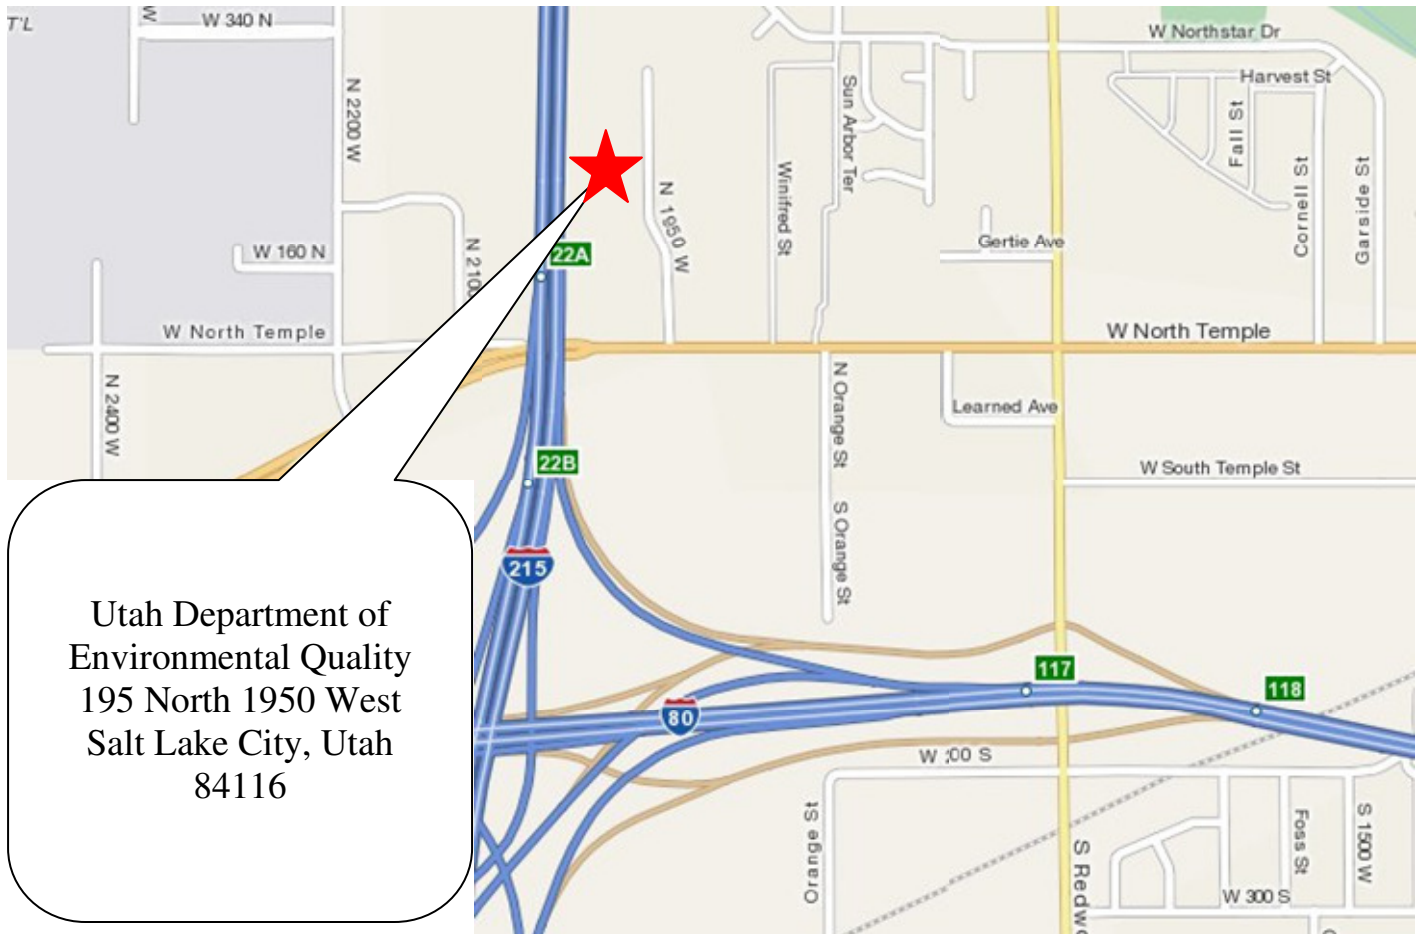 T'L
W
W 340 N
W Northstar Dr
Harvest St
N 2200 W
Sun Arbor Ter
Fall St
Winifred St
Cornell St
Garside St
N 1950 W
W 160 N
N 2100
22A
Gertie Ave
W North Temple
W North Temple
N 2400 W
N Orange St
Learned Ave
22B
W South Temple St
S Orange St
215
Utah Department of
Environmental Quality
195 North 1950 West
Salt Lake City, Utah
84116
117
118
80
W 200 S
Orange St
Foss St
S 1500 W
S Redw
W 300 S